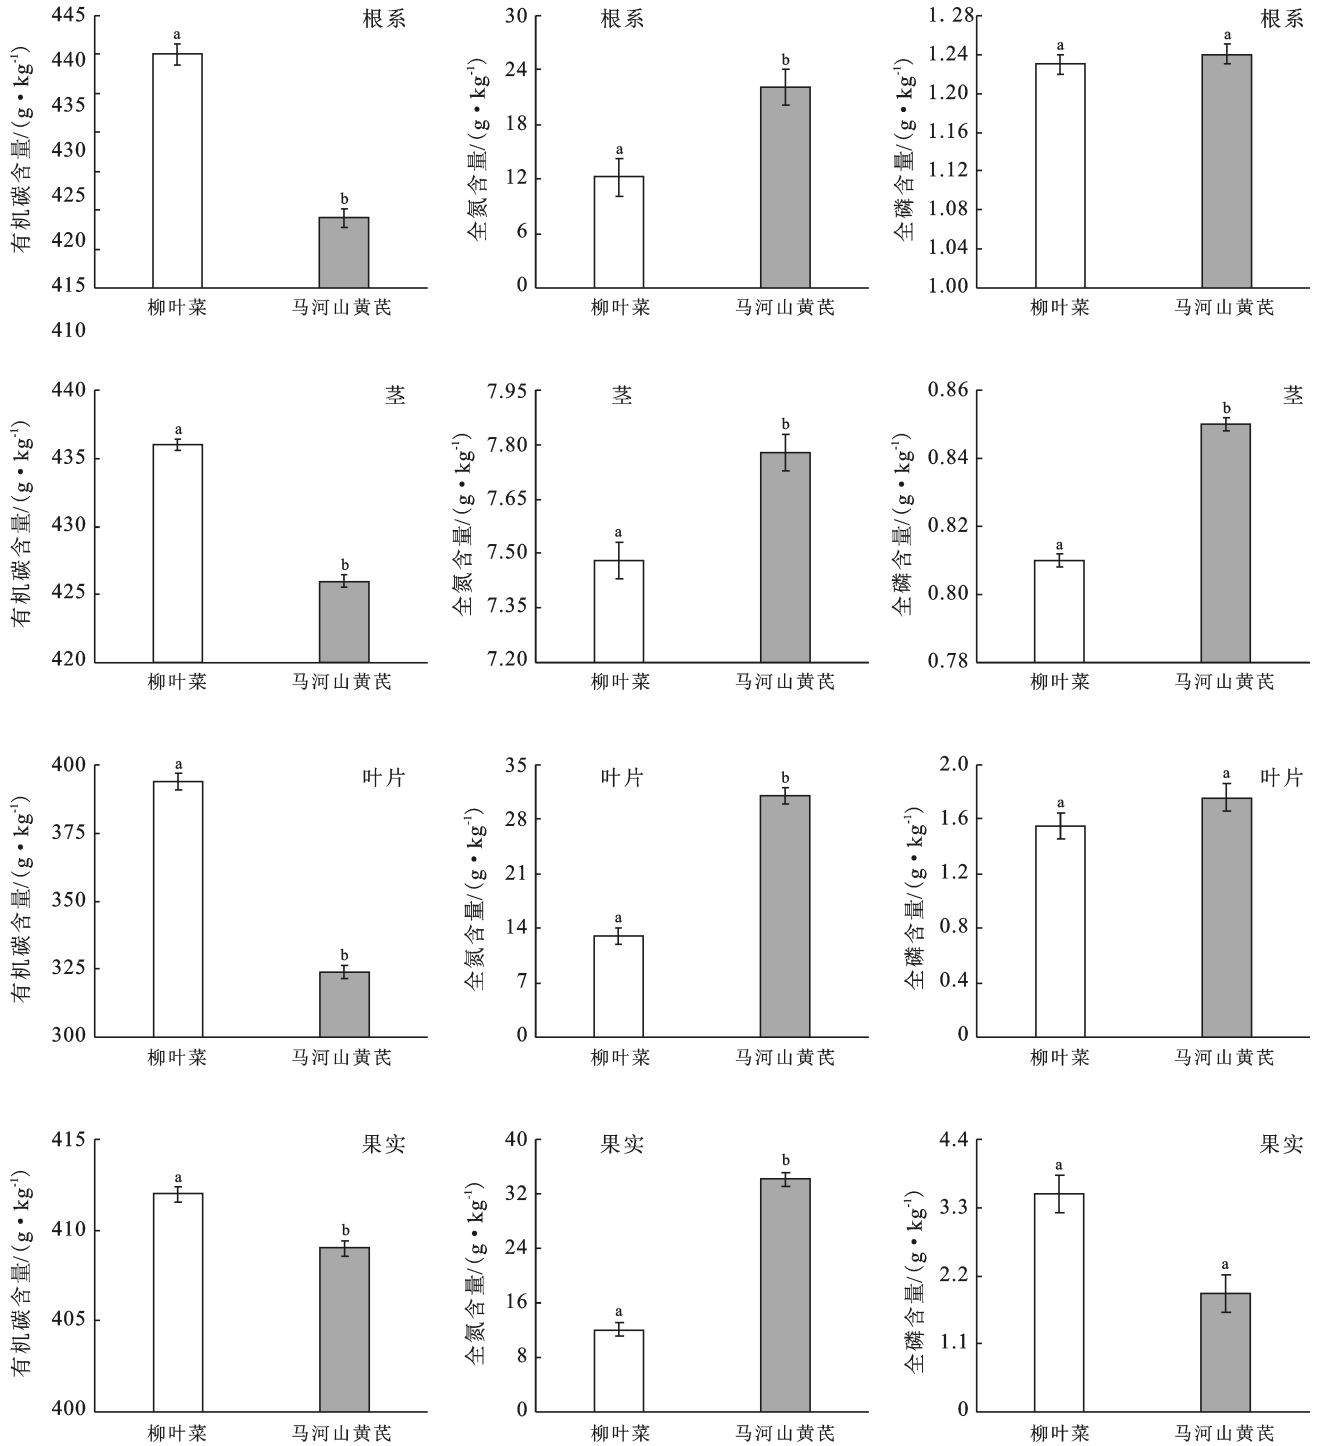 根系
有机碳含量/(g•kg-1)
445
440
435
430
425
420
415
410
a
b
柳叶菜
马河山黄芪
根系
全氮含量/(g•kg-1)
30
24
18
12
6
0
a
b
柳叶菜
马河山黄芪
根系
全磷含量/(g•kg-1)
1.28
1.24
1.20
1.16
1.12
1.08
1.04
1.00
a
a
柳叶菜
马河山黄芪
茎
有机碳含量/(g•kg-1)
440
435
430
425
420
a
b
柳叶菜
马河山黄芪
茎
全氮含量/(g•kg-1)
7.95
7.80
7.65
7.50
7.35
7.20
a
b
柳叶菜
马河山黄芪
茎
全磷含量/(g•kg-1)
0.86
0.84
0.82
0.80
0.78
a
b
柳叶菜
马河山黄芪
叶片
有机碳含量/(g•kg-1)
400
375
350
325
300
a
b
柳叶菜
马河山黄芪
叶片
全氮含量/(g•kg-1)
35
28
21
14
7
0
a
b
柳叶菜
马河山黄芪
叶片
全磷含量/(g•kg-1)
2.0
1.6
1.2
0.8
0.4
0
a
a
柳叶菜
马河山黄芪
果实
有机碳含量/(g•kg-1)
415
410
405
400
a
b
柳叶菜
马河山黄芪
果实
全氮含量/(g•kg-1)
40
32
24
16
8
0
a
b
柳叶菜
马河山黄芪
果实
全磷含量/(g•kg-1)
4.4
3.3
2.2
1.1
0
a
a
柳叶菜
马河山黄芪